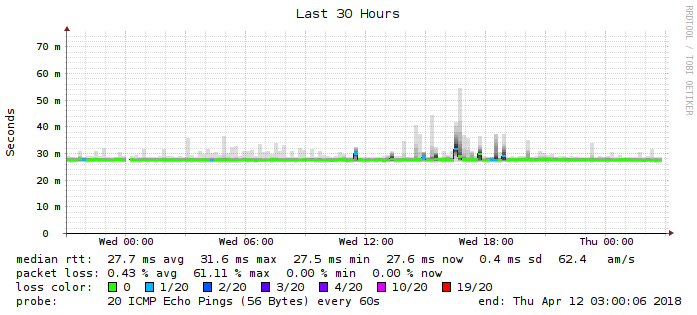 Last 30 Hours
RRDTOOL / TOBI OETIKER
Seconds
70 m
60 m
50 m
40 m
30 m
20 m
10 m
0
Wed 00:00 Wed 06:00 Wed 12:00 Wed 18:00 Thu 00:00
median rtt: 27.7 ms avg 31.6 ms max 27.5 ms min 27.6 ms now 0.4 ms sd 62.4 am/s
packet loss: 0.43 % avg 61.11 % max 0.00 % min 0.00 % now
loss color: 0 1/20 2/20 3/20 4/20 10/20 19/20
probe: 20 ICMP Echo Pings (56 Bytes) every 60s end: Thu Apr 12 03:00:06 2018